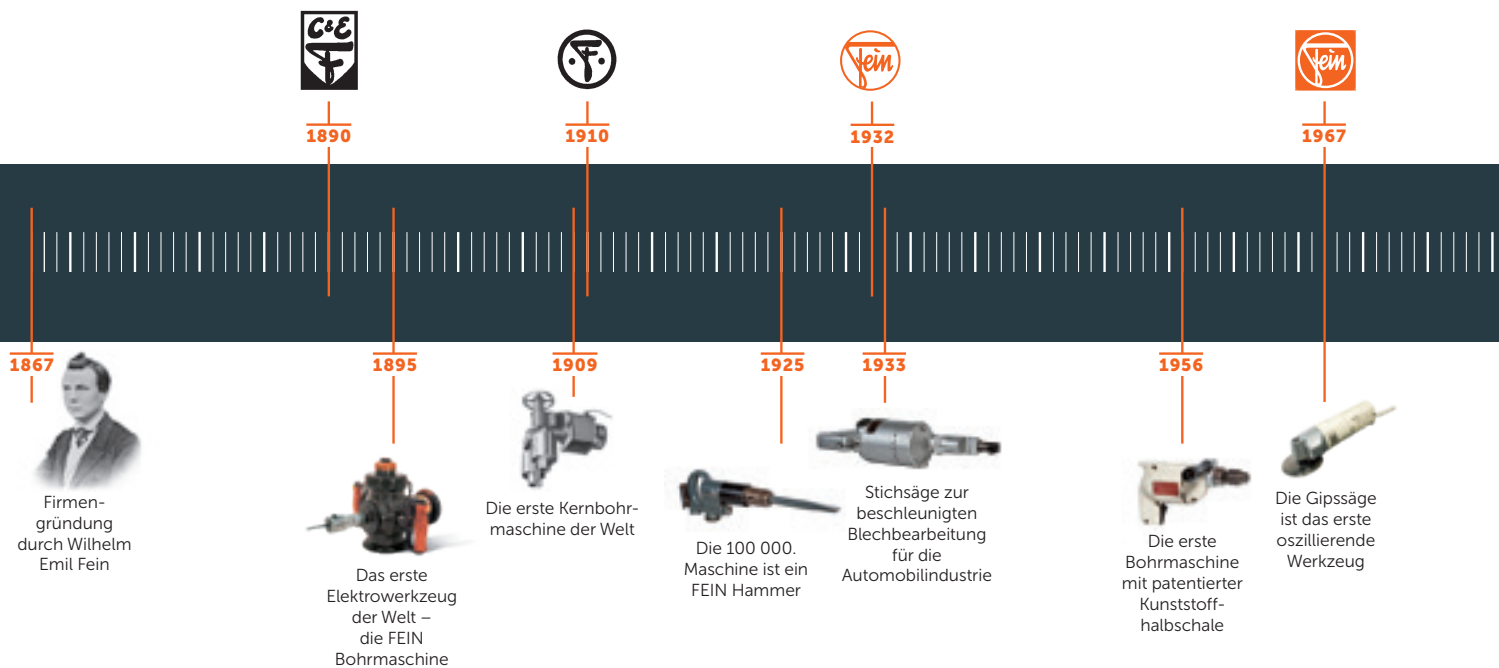 C&E
F
F
Fein
Fein
1890
1910
1932
1967
1867
1895
1909
1925
1933
1956
Firmen-
gründung
durch Wilhelm
Emil Fein
Das erste
Elektrowerkzeug
der Welt –
die FEIN
Bohrmaschine
Die erste Kernbohr-
maschine der Welt
Die 100 000.
Maschine ist ein
FEIN Hammer
Stichsäge zur
beschleunigten
Blechbearbeitung
für die
Automobilindustrie
Die erste
Bohrmaschine
mit patentierter
Kunststoff-
halbschale
Die Gipssäge
ist das erste
oszillierende
Werkzeug